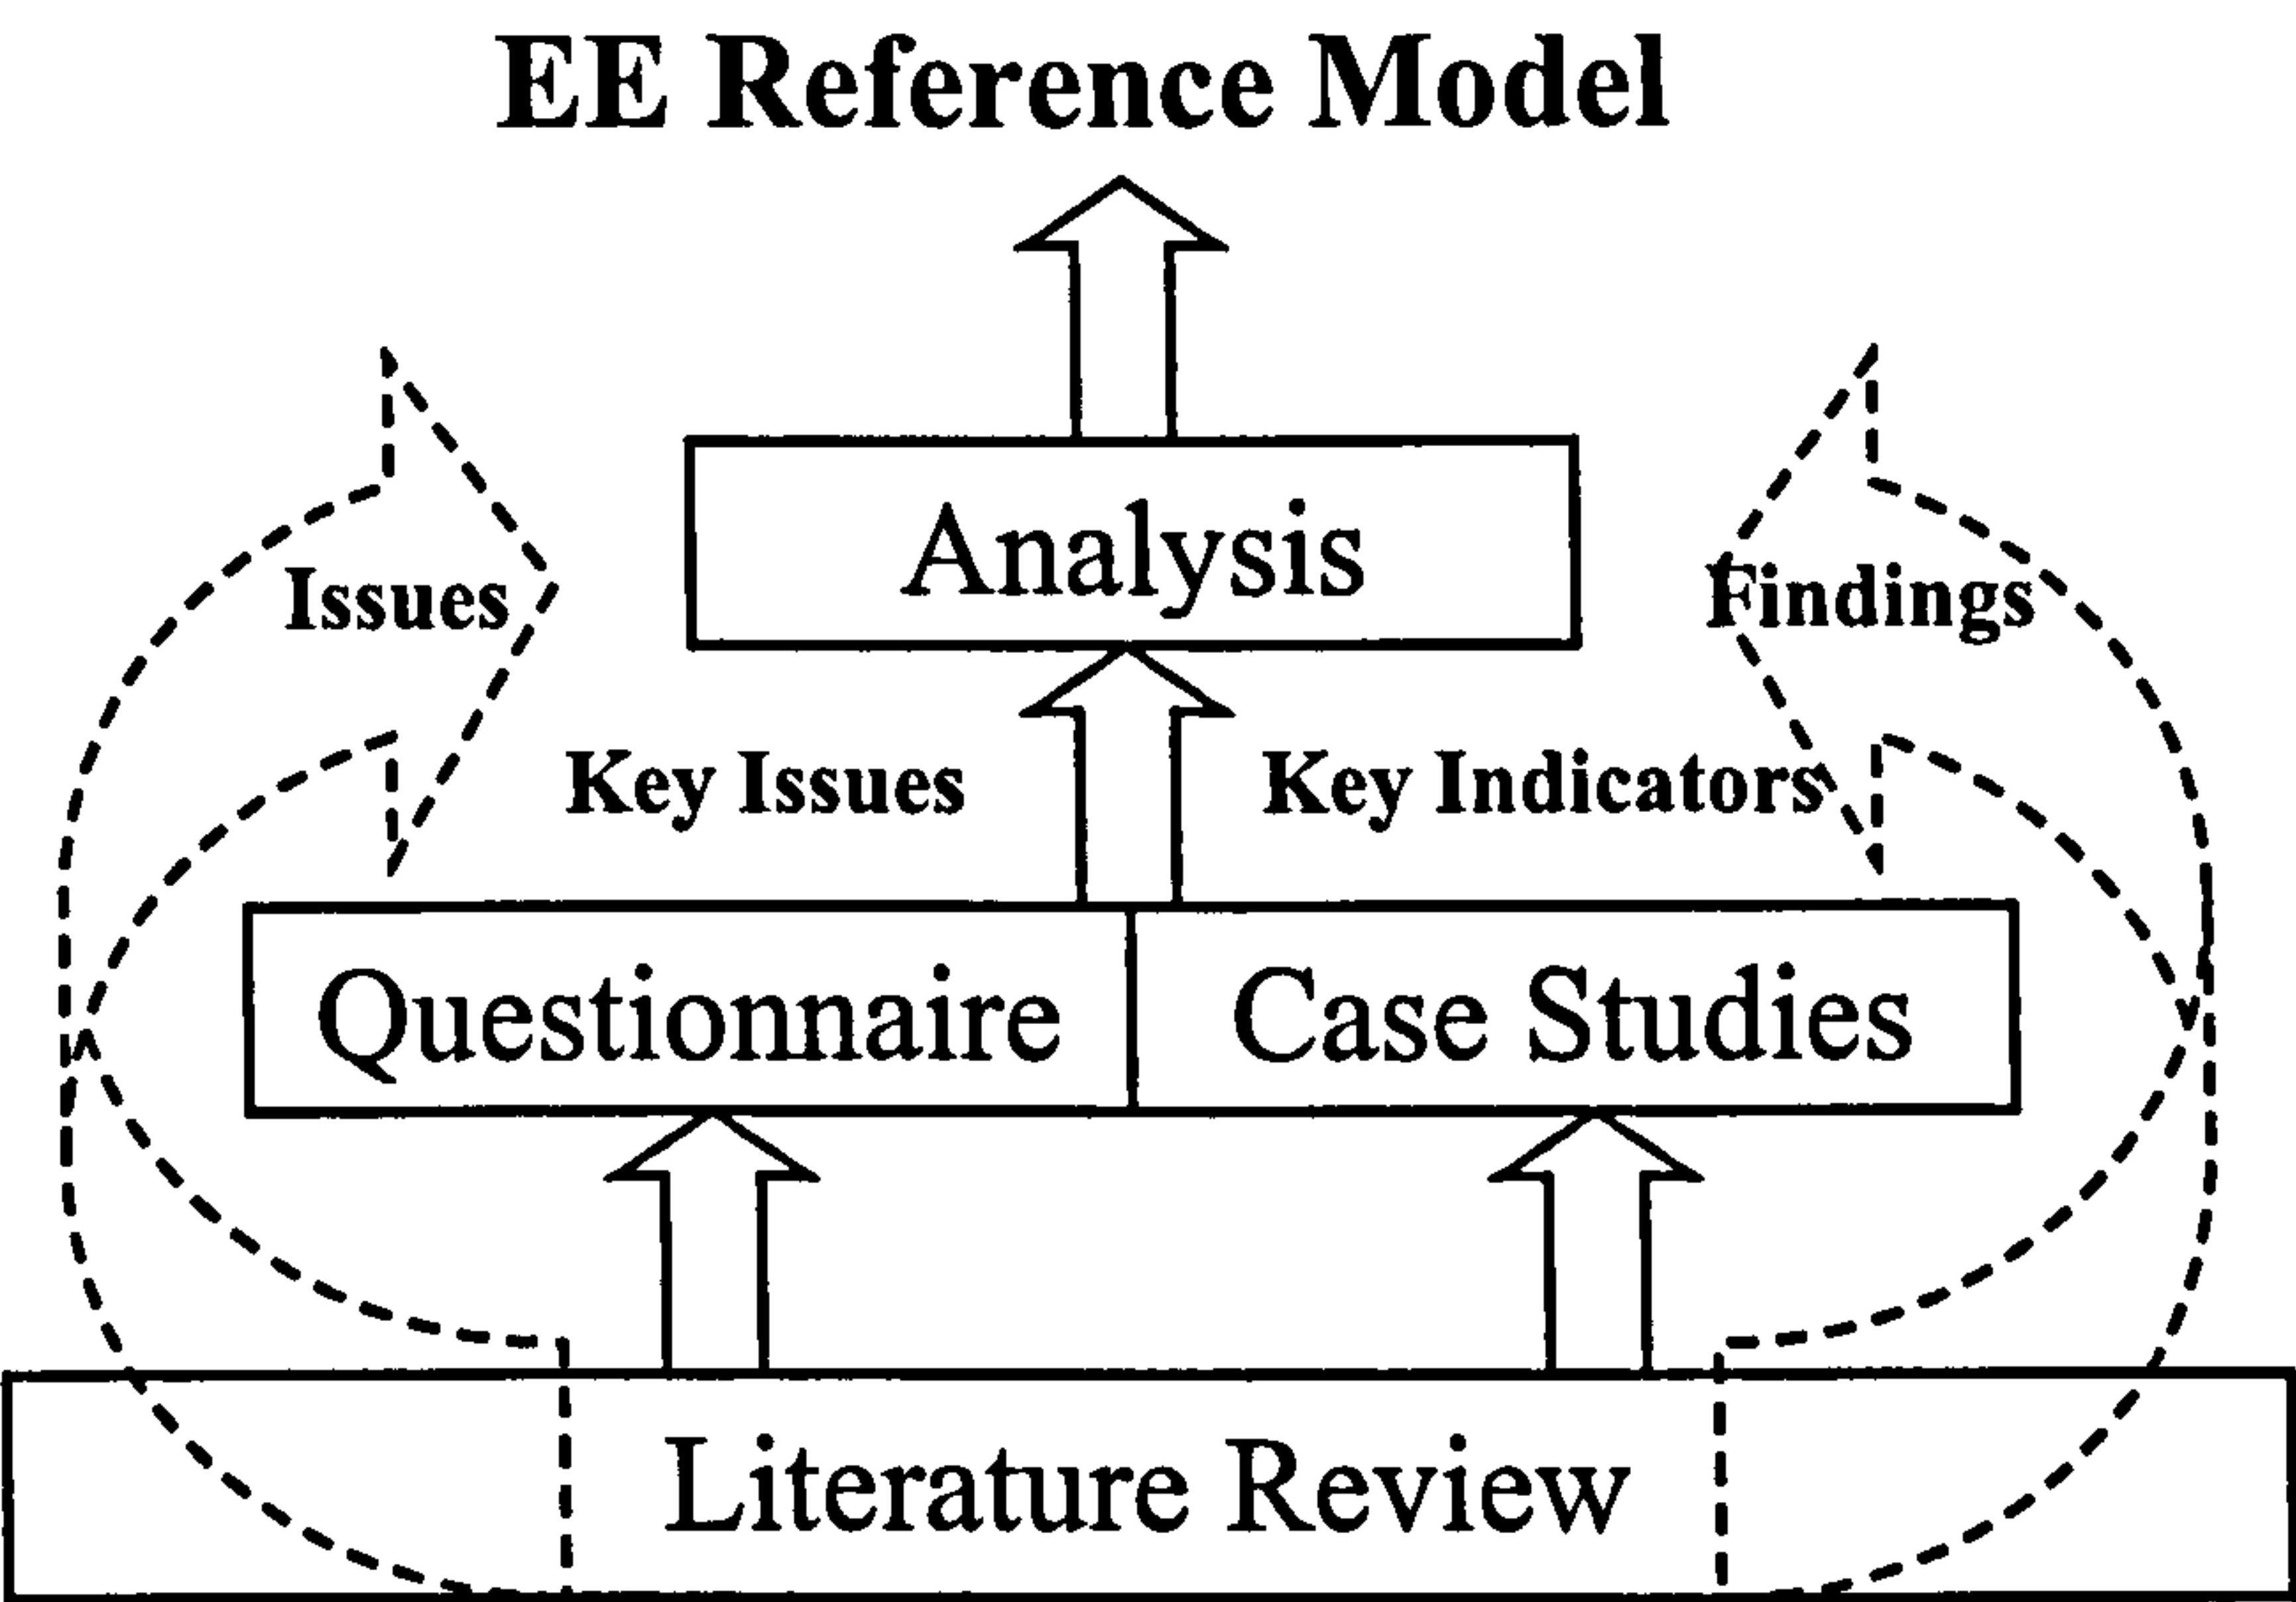 EE Reference Model
Analysis
Issues
Findings
Key Issues
Key Indicators
Questionnaire
Case Studies
Literature Review